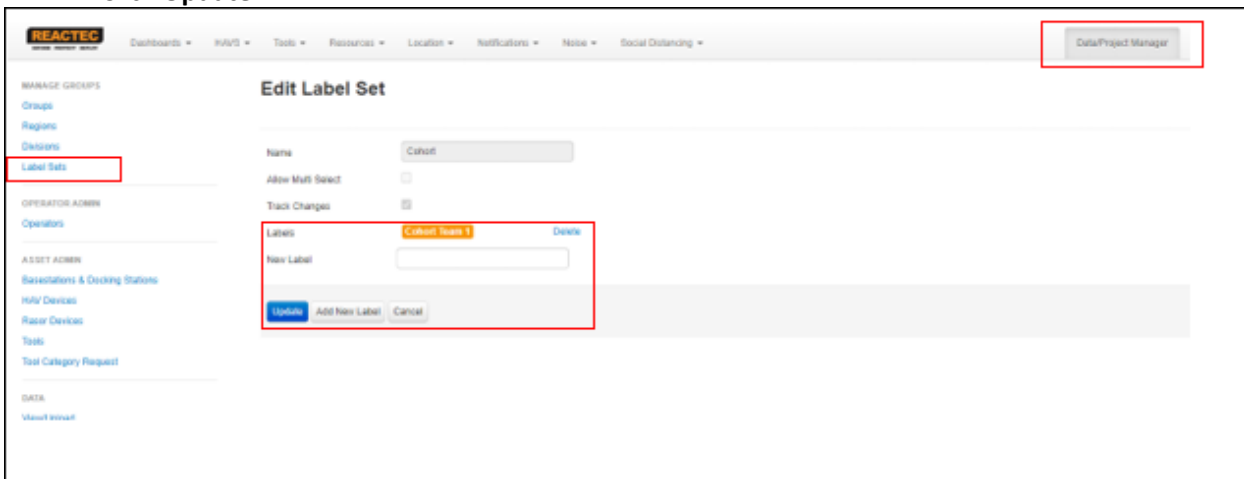 REACTEC
Dashboards HAVS Tools Resources Location Notifications Noise Social Distancing Data/Project Manager
MANAGE GROUPS
Groups
Regions
Divisions
Label Sets
OPERATOR ADMIN
Operators
ASSET ADMIN
Basestations & Docking Stations
HAV Devices
Rasor Devices
Tools
Tool Category Request
DATA
Edit Label Set
Name Cohort
Allow Multi Select
Track Changes
Labels Cohort Team 1 Delete
New Label
Update Add New Label Cancel